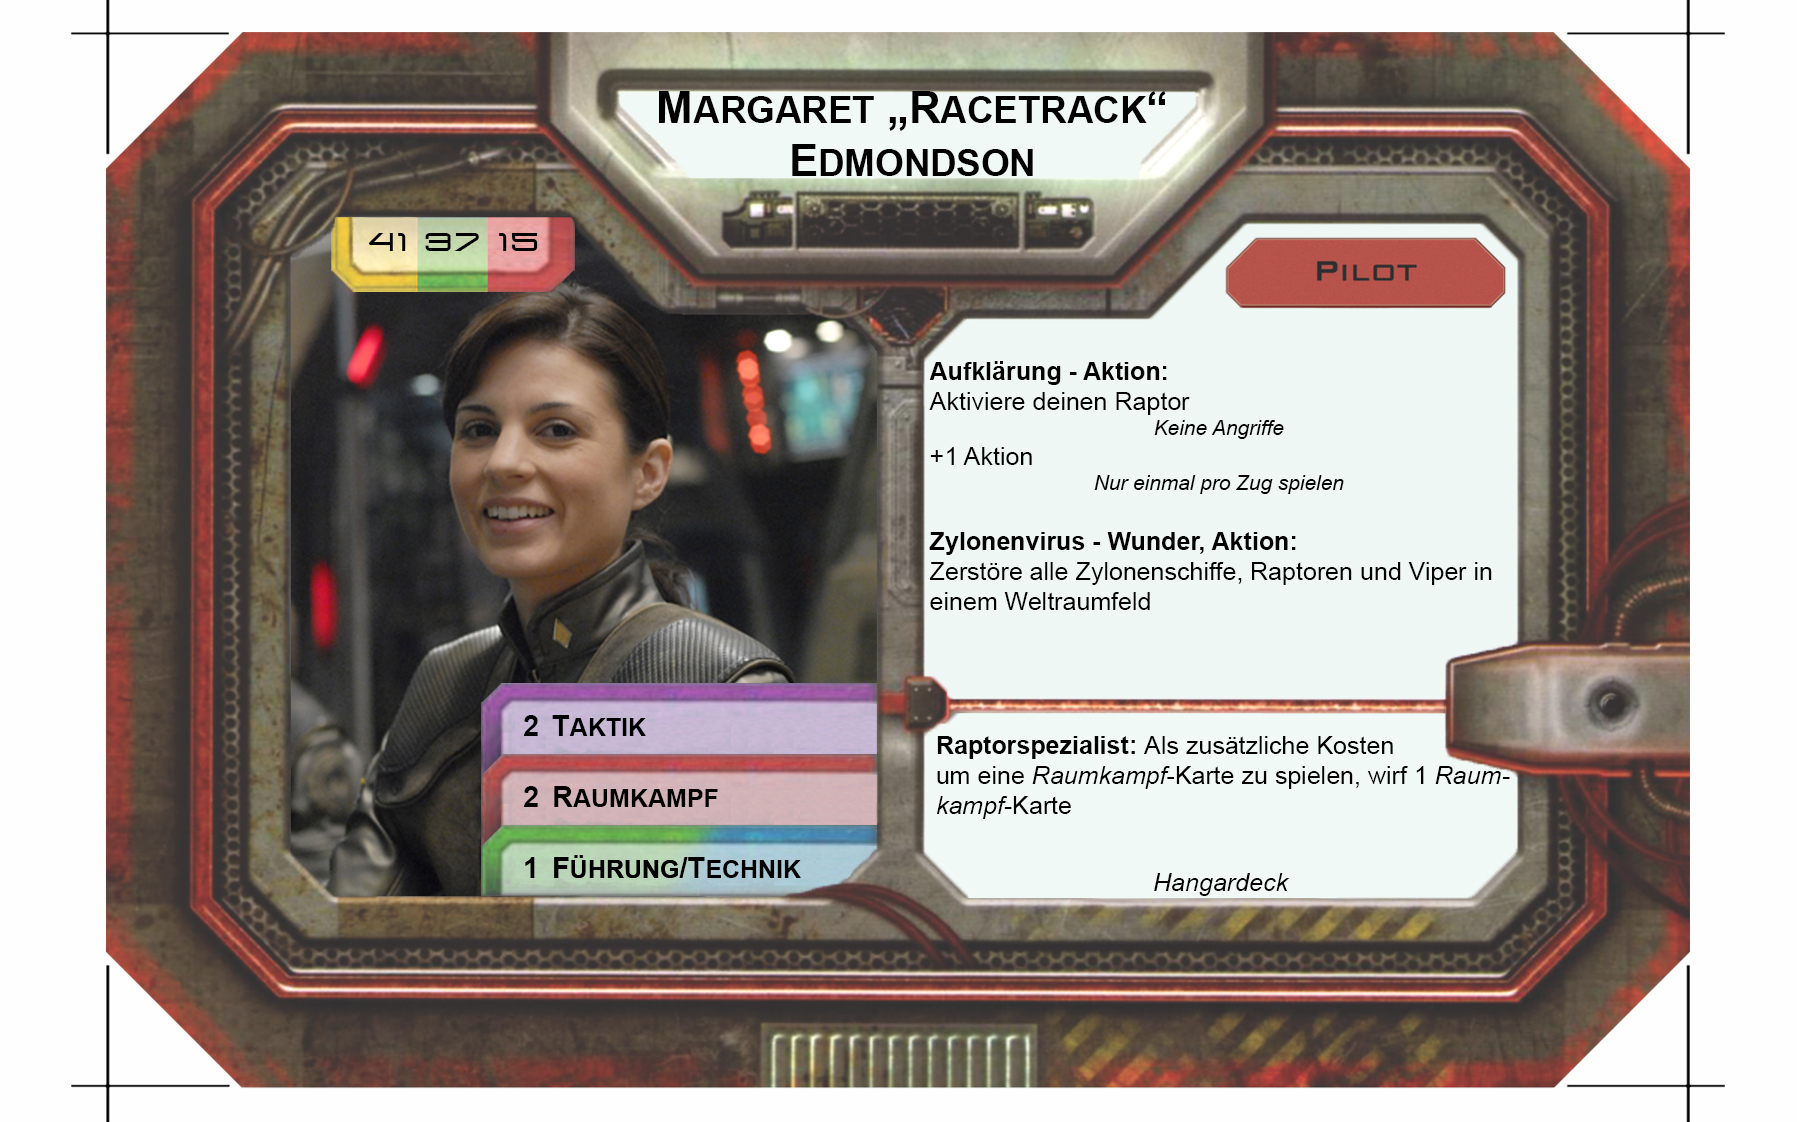 MARGARET „RACETRACK“
EDMONDSON
41 37 15
PILOT
Aufklärung - Aktion:
Aktiviere deinen Raptor
Keine Angriffe
+1 Aktion
Nur einmal pro Zug spielen
Zylonenvirus - Wunder, Aktion:
Zerstöre alle Zylonenschiffe, Raptoren und Viper in
einem Weltraumfeld
2 TAKTIK
2 RAUMKAMPF
1 FÜHRUNG/TECHNIK
Raptorspezialist: Als zusätzliche Kosten
um eine Raumkampf-Karte zu spielen, wirf 1 Raum-
kampf-Karte
Hangardeck